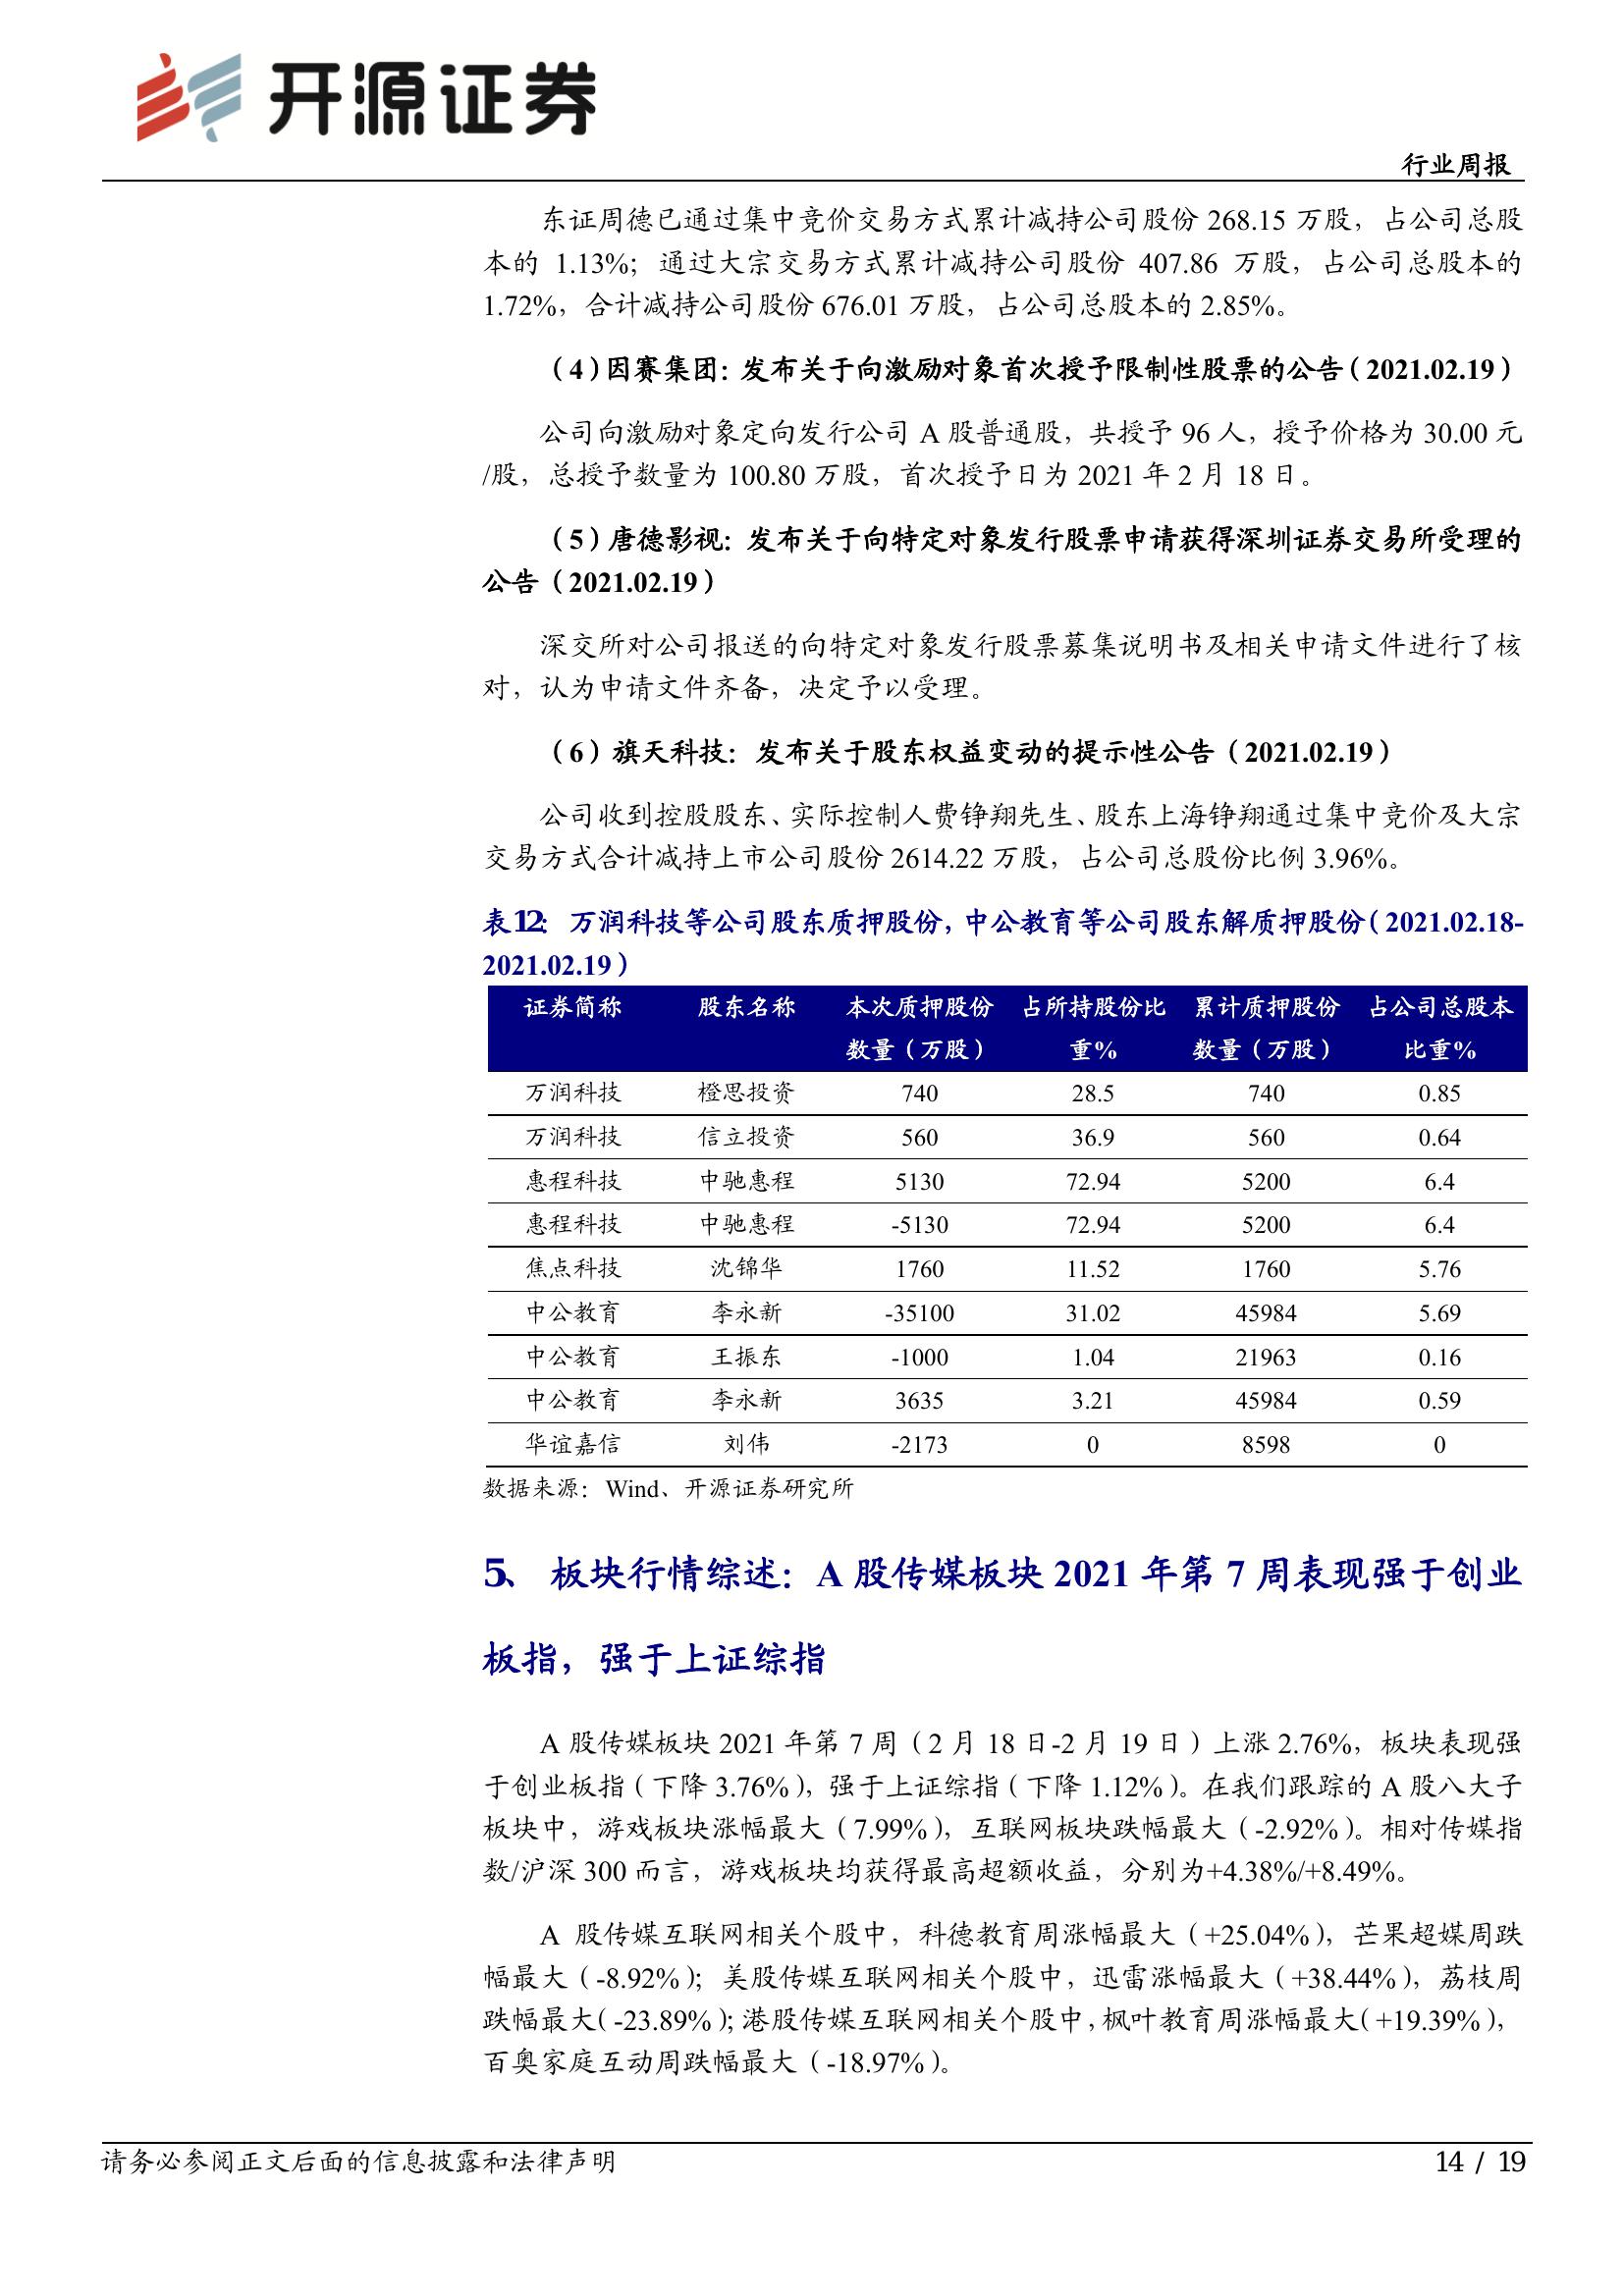 开源证券
行业周报
东证周德已通过集中竞价交易方式累计减持公司股份 268.15 万股，占公司总股
本的 1.13%；通过大宗交易方式累计减持公司股份 407.86 万股，占公司总股本的
1.72%，合计减持公司股份 676.01 万股，占公司总股本的 2.85%。
（4）因赛集团：发布关于向激励对象首次授予限制性股票的公告（2021.02.19）
公司向激励对象定向发行公司 A 股普通股，共授予 96 人，授予价格为 30.00 元
/股，总授予数量为 100.80 万股，首次授予日为 2021 年 2 月 18 日。
（5）唐德影视：发布关于向特定对象发行股票申请获得深圳证券交易所受理的
公告（2021.02.19）
深交所对公司报送的向特定对象发行股票募集说明书及相关申请文件进行了核
对，认为申请文件齐备，决定予以受理。
（6）旗天科技：发布关于股东权益变动的提示性公告（2021.02.19）
公司收到控股股东、实际控制人费铮翔先生、股东上海铮翔通过集中竞价及大宗
交易方式合计减持上市公司股份 2614.22 万股，占公司总股份比例 3.96%。
表12：万润科技等公司股东质押股份，中公教育等公司股东解质押股份（2021.02.18-
2021.02.19）
证券简称 股东名称 本次质押股份 占所持股份比 累计质押股份 占公司总股本
数量（万股） 重% 数量（万股） 比重%
万润科技 橙思投资 740 28.5 740 0.85
万润科技 信立投资 560 36.9 560 0.64
惠程科技 中驰惠程 5130 72.94 5200 6.4
惠程科技 中驰惠程 -5130 72.94 5200 6.4
焦点科技 沈锦华 1760 11.52 1760 5.76
中公教育 李永新 -35100 31.02 45984 5.69
中公教育 王振东 -1000 1.04 21963 0.16
中公教育 李永新 3635 3.21 45984 0.59
华谊嘉信 刘伟 -2173 0 8598 0
数据来源：Wind、开源证券研究所
5、 板块行情综述：A 股传媒板块 2021 年第 7 周表现强于创业
板指，强于上证综指
A 股传媒板块 2021 年第 7 周（2 月 18 日-2 月 19 日）上涨 2.76%，板块表现强
于创业板指（下降 3.76%），强于上证综指（下降 1.12%）。在我们跟踪的 A 股八大子
板块中，游戏板块涨幅最大（7.99%），互联网板块跌幅最大（-2.92%）。相对传媒指
数/沪深 300 而言，游戏板块均获得最高超额收益，分别为+4.38%/+8.49%。
A 股传媒互联网相关个股中，科德教育周涨幅最大（+25.04%），芒果超媒周跌
幅最大（-8.92%）；美股传媒互联网相关个股中，迅雷涨幅最大（+38.44%），荔枝周
跌幅最大（-23.89%）；港股传媒互联网相关个股中，枫叶教育周涨幅最大（+19.39%），
百奥家庭互动周跌幅最大（-18.97%）。
请务必参阅正文后面的信息披露和法律声明
14 / 19